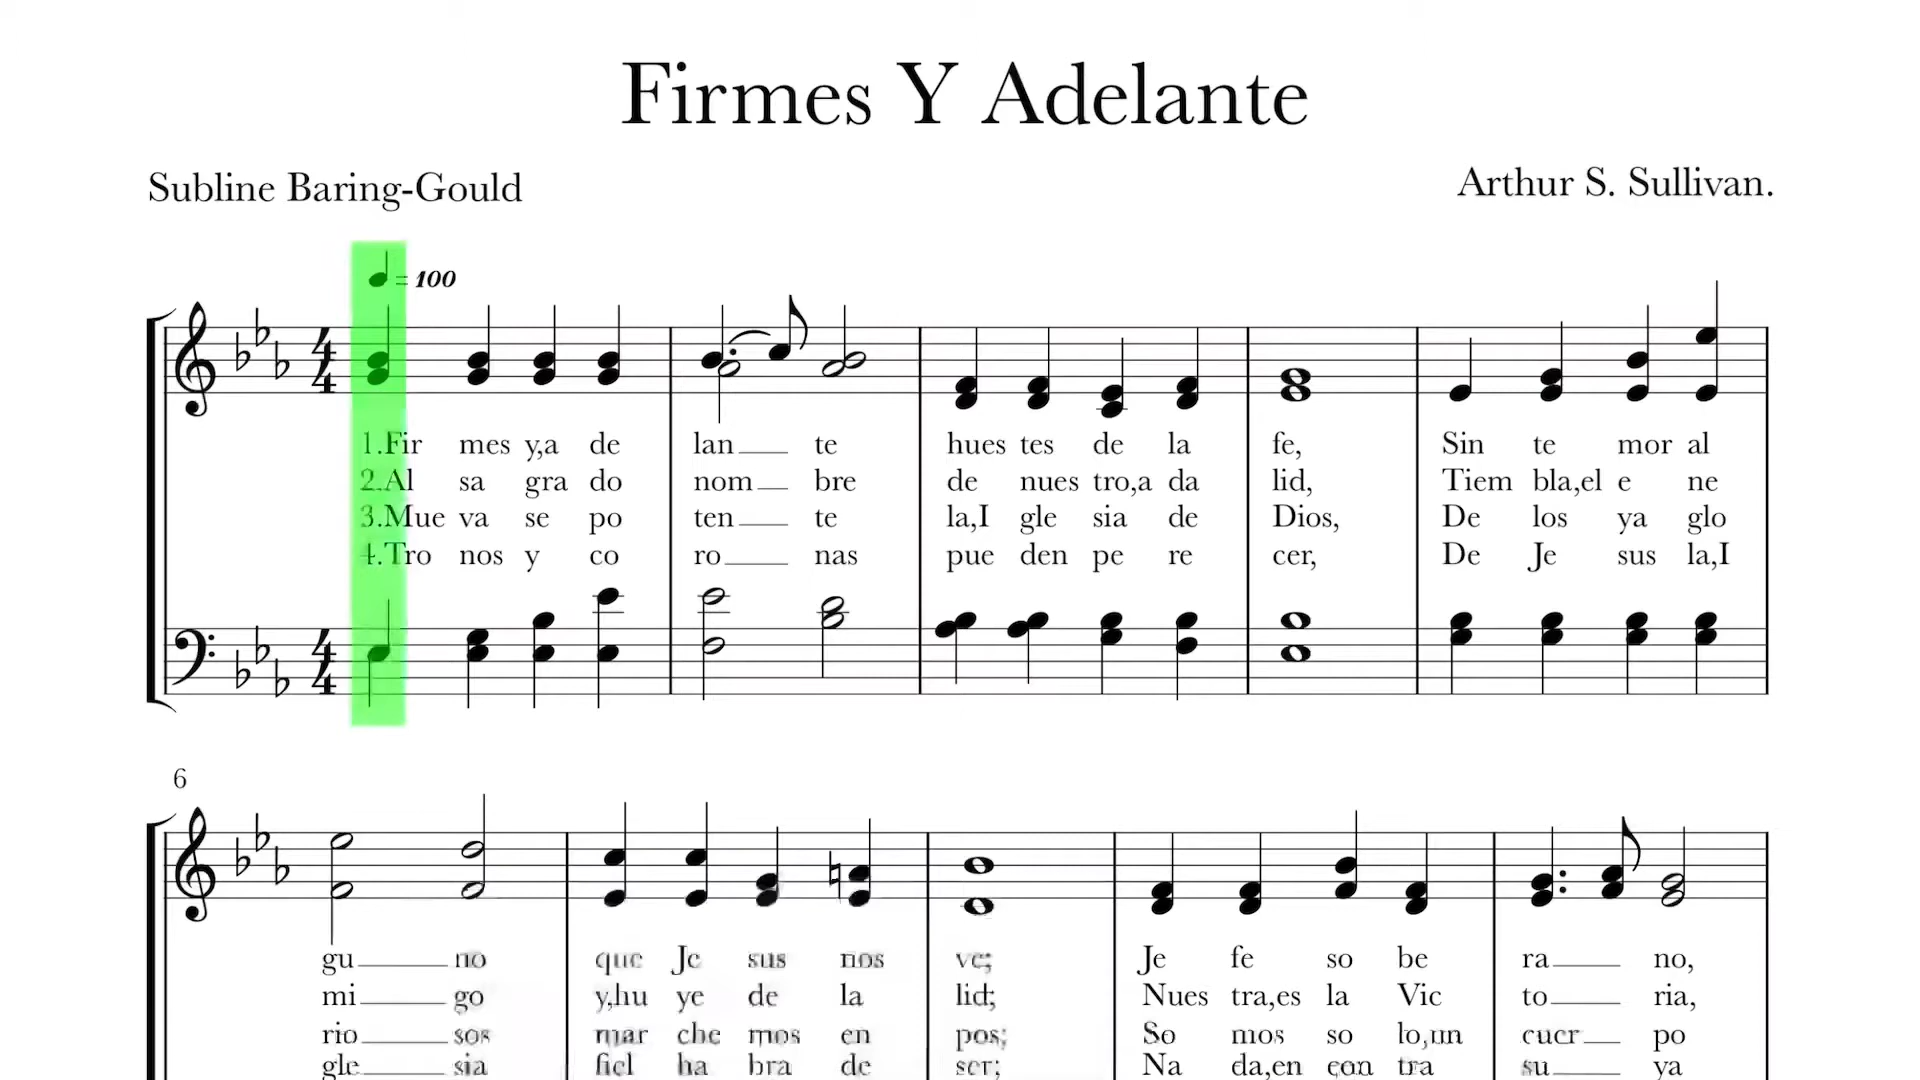 Firmes Y Adelante
Subline Baring-Gould
Arthur S. Sullivan.
= 100
1.Fir mes y,a de lan te hues tes de la fe, Sin te mor al
2.Al sa gra do nom bre de nues tro,a da lid, Tiem bla,el e ne
3.Mue va se po ten te la,I gle sia de Dios, De los ya glo
4.Tro nos y co ro nas pue den pe re cer, De Je sus la,I
6
gu no que Je sus nos ve; Je fe so be ra no,
mi go y,hu ye de la lid; Nues tra,es la Vic to ria,
rio sos mar che mos en pos; So mos so lo,un cuer po
gle sia fiel ha bra de ser; Na da,en con tra su ya